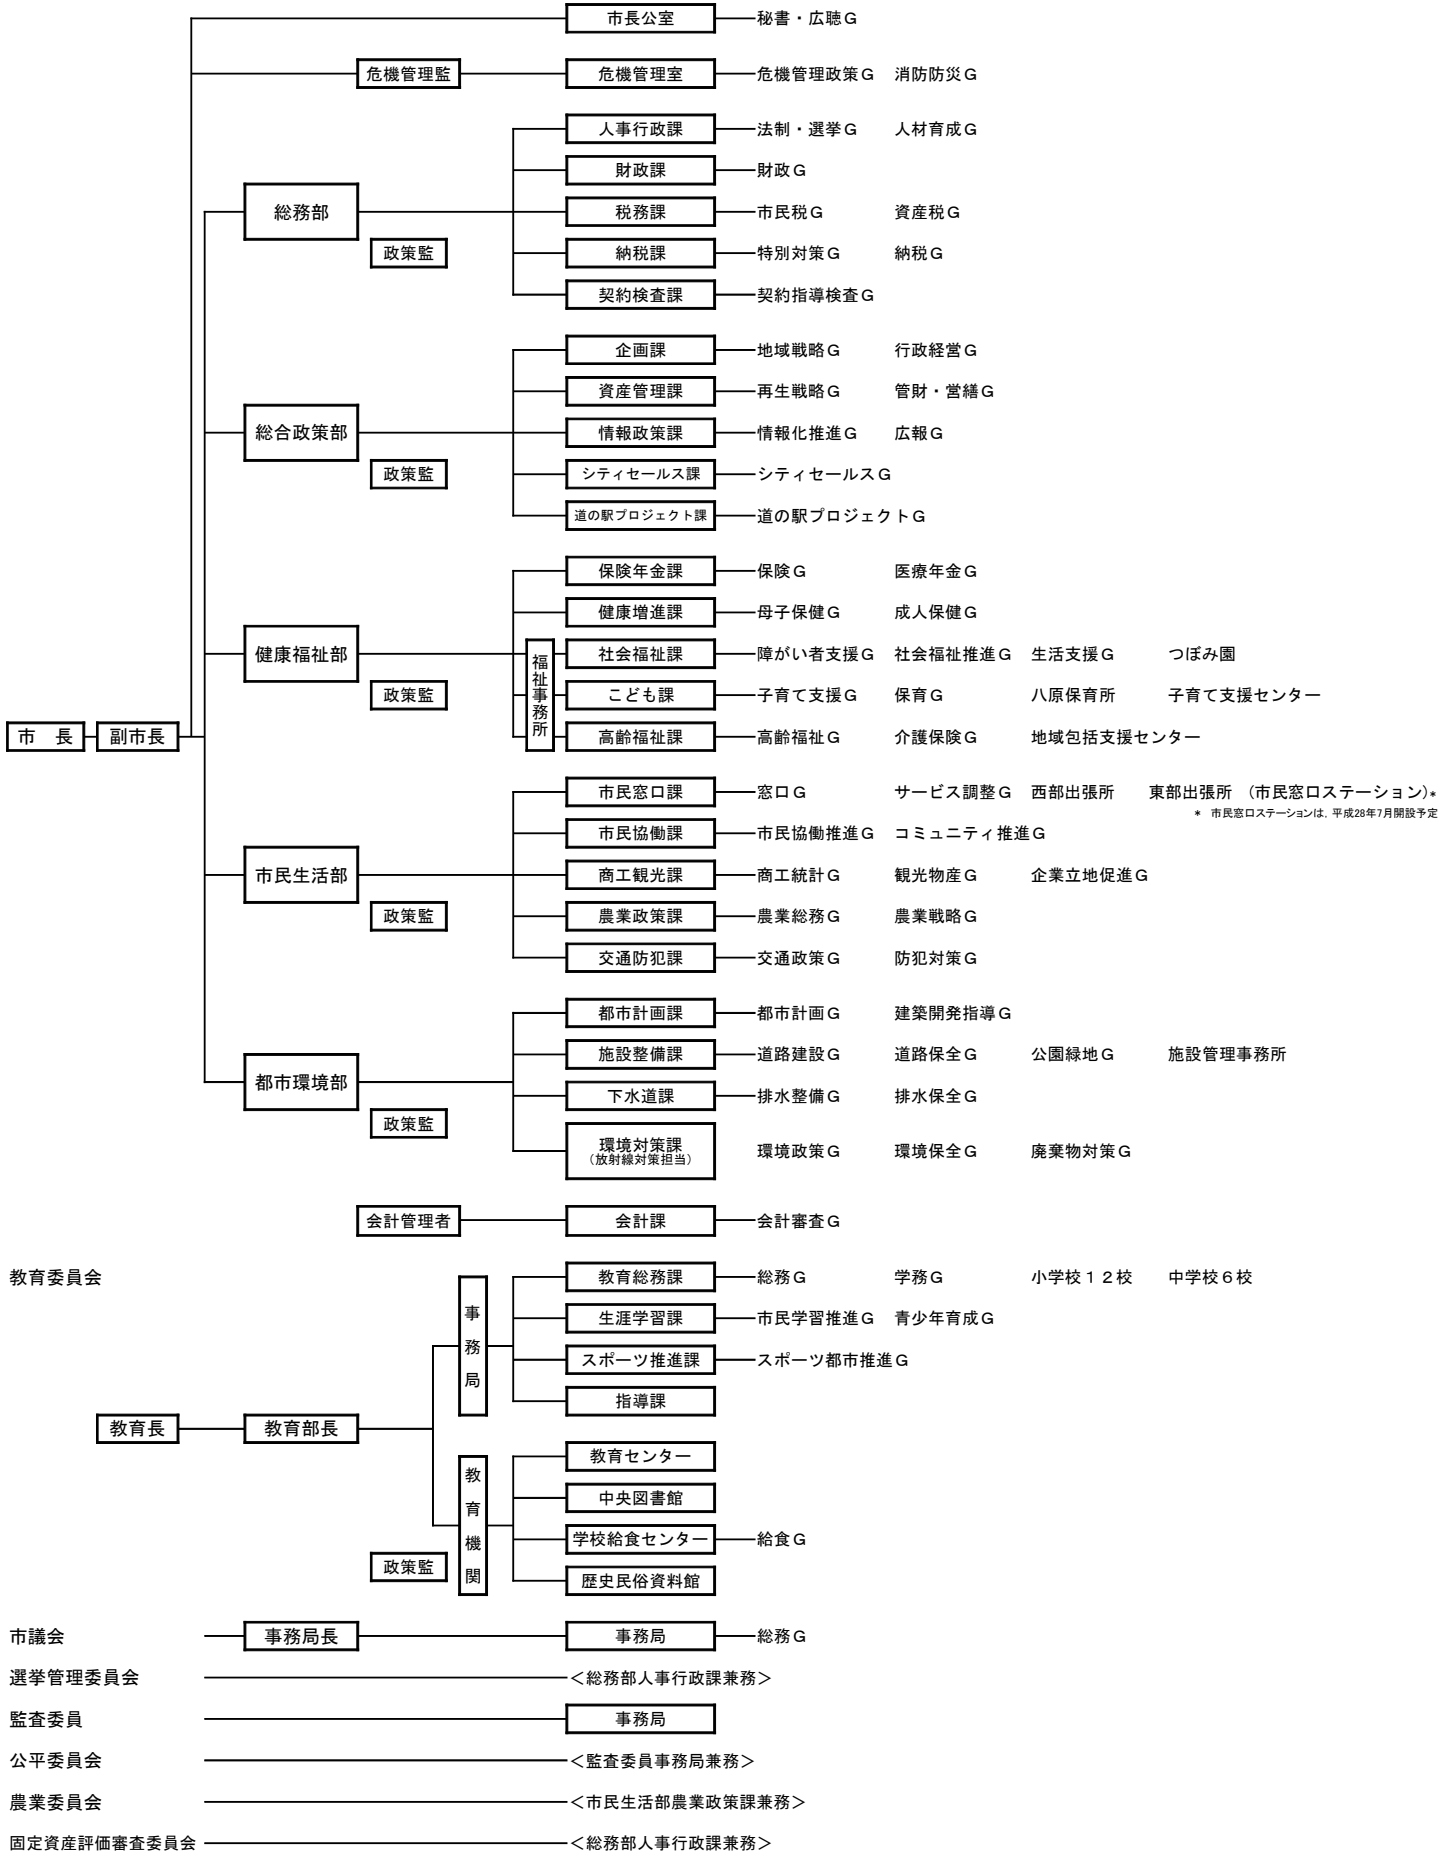 市長公室 秘書・広聴G
危機管理監 危機管理室 危機管理政策G 消防防災G
人事行政課 法制・選挙G 人材育成G
財政課 財政G
総務部 税務課 市民税G 資産税G
政策監 納税課 特別対策G 納税G
契約検査課 契約指導検査G
企画課 地域戦略G 行政経営G
資産管理課 再生戦略G 管財・営繕G
総合政策部 情報政策課 情報化推進G 広報G
政策監 シティセールス課 シティセールスG
道の駅プロジェクト課 道の駅プロジェクトG
保険年金課 保険G 医療年金G
健康増進課 母子保健G 成人保健G
健康福祉部 福祉事務所 社会福祉課 障がい者支援G 社会福祉推進G 生活支援G つぼみ園
政策監 こども課 子育て支援G 保育G 八原保育所 子育て支援センター
市　長 副市長 高齢福祉課 高齢福祉G 介護保険G 地域包括支援センター
市民窓口課 窓口G サービス調整G 西部出張所 東部出張所 （市民窓口ステーション）*
* 市民窓口ステーションは，平成28年7月開設予定
市民協働課 市民協働推進G コミュニティ推進G
市民生活部 商工観光課 商工統計G 観光物産G 企業立地促進G
政策監 農業政策課 農業総務G 農業戦略G
交通防犯課 交通政策G 防犯対策G
都市計画課 都市計画G 建築開発指導G
施設整備課 道路建設G 道路保全G 公園緑地G 施設管理事務所
都市環境部 下水道課 排水整備G 排水保全G
政策監
環境対策課 環境政策G 環境保全G 廃棄物対策G
（放射線対策担当）
会計管理者 会計課 会計審査G
教育委員会 教育総務課 総務G 学務G 小学校１２校 中学校６校
生涯学習課 市民学習推進G 青少年育成G
事務局 スポーツ推進課 スポーツ都市推進G
指導課
教育長 教育部長
教育センター
中央図書館
教育機関 学校給食センター 給食G
政策監 歴史民俗資料館
市議会 事務局長 事務局 総務G
選挙管理委員会 ＜総務部人事行政課兼務＞
監査委員 事務局
公平委員会 ＜監査委員事務局兼務＞
農業委員会 ＜市民生活部農業政策課兼務＞
固定資産評価審査委員会 ＜総務部人事行政課兼務＞